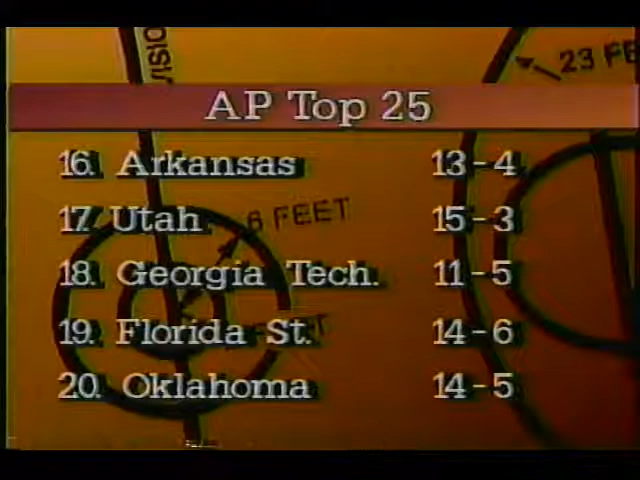 VISI
23 FE
AP Top 25
16. Arkansas 13-4
17. Utah 15-3
6 FEET
18. Georgia Tech. 11-5
19. Florida St. 14-6
20. Oklahoma 14-5